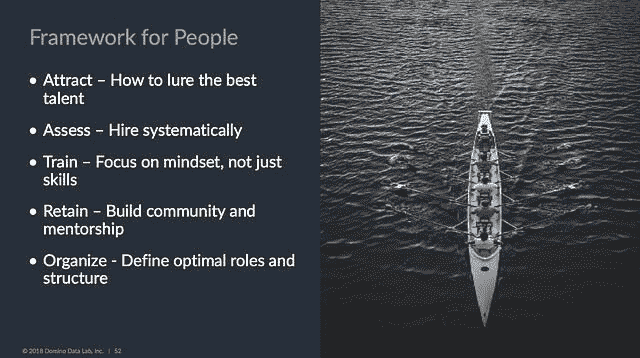 Framework for People
• Attract – How to lure the best
talent
• Assess – Hire systematically
• Train – Focus on mindset, not just
skills
• Retain – Build community and
mentorship
• Organize - Define optimal roles and
structure
© 2018 Domino Data Lab, Inc. | 52